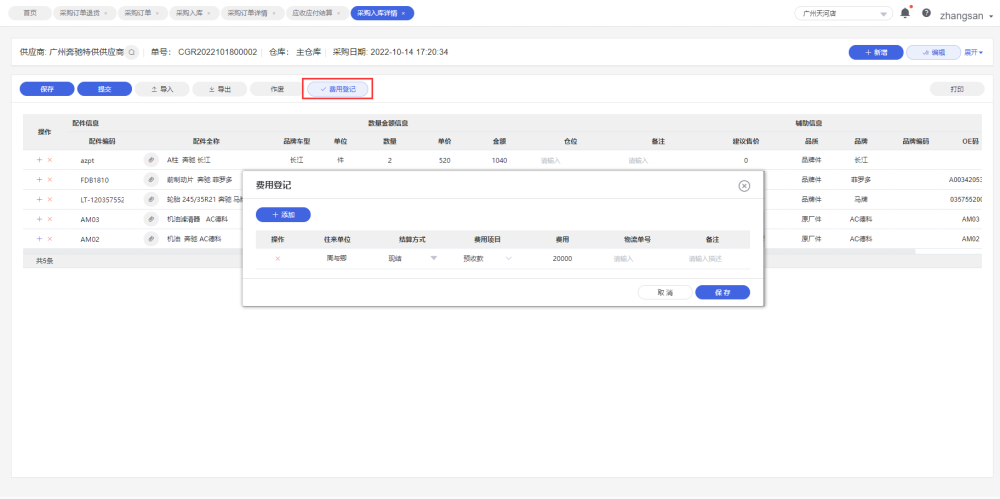 首页 采购订单退货 × 采购订单 × 采购入库 × 采购订单详情 × 应收应付结算 × 采购入库详情 × 广州天河店 zhangsan
供应商: 广州奔驰特供供应商 单号: CGR2022101800002 仓库: 主仓库 采购日期: 2022-10-14 17:20:34 + 新增 编辑 展开
保存 提交 导入 导出 作废 费用登记 打印
操作 配件信息 数量金额信息 辅助信息
配件编码 配件全称 品牌车型 单位 数量 单价 金额 仓位 备注 建议售价 品质 品牌 品牌编码 OE码
+ × azpt A柱 奔驰 长江 长江 件 2 520 1040 请输入 请输入 0 品牌件 长江
+ × FDB1810 前制动片 奔驰 菲罗多 品牌件 菲罗多 A00342053
+ × LT-120357552 轮胎 245/35R21 奔驰 马牌 品牌件 马牌 035755200
+ × AM03 机油滤清器 AC德科 原厂件 AC德科 AM03
+ × AM02 机油 奔驰 AC德科 原厂件 AC德科 AM02
共5条
费用登记
+ 添加
操作 往来单位 结算方式 费用项目 费用 物流单号 备注
× 周与娜 现结 预收款 20000 请输入 请输入描述
取消 保存